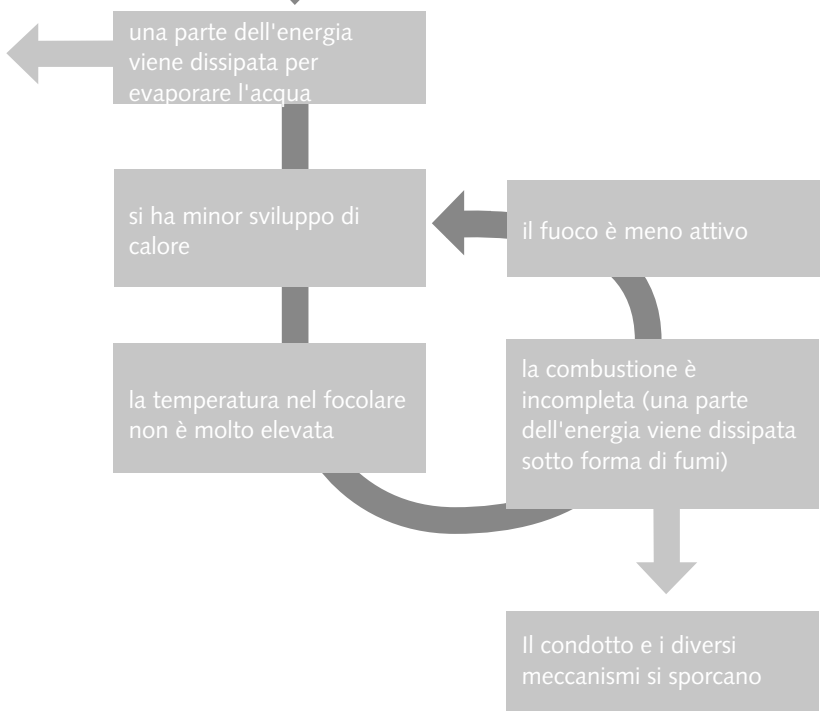 una parte dell'energia
viene dissipata per
evaporare l'acqua
si ha minor sviluppo di
calore
il fuoco è meno attivo
la temperatura nel focolare
non è molto elevata
la combustione è
incompleta (una parte
dell'energia viene dissipata
sotto forma di fumi)
Il condotto e i diversi
meccanismi si sporcano